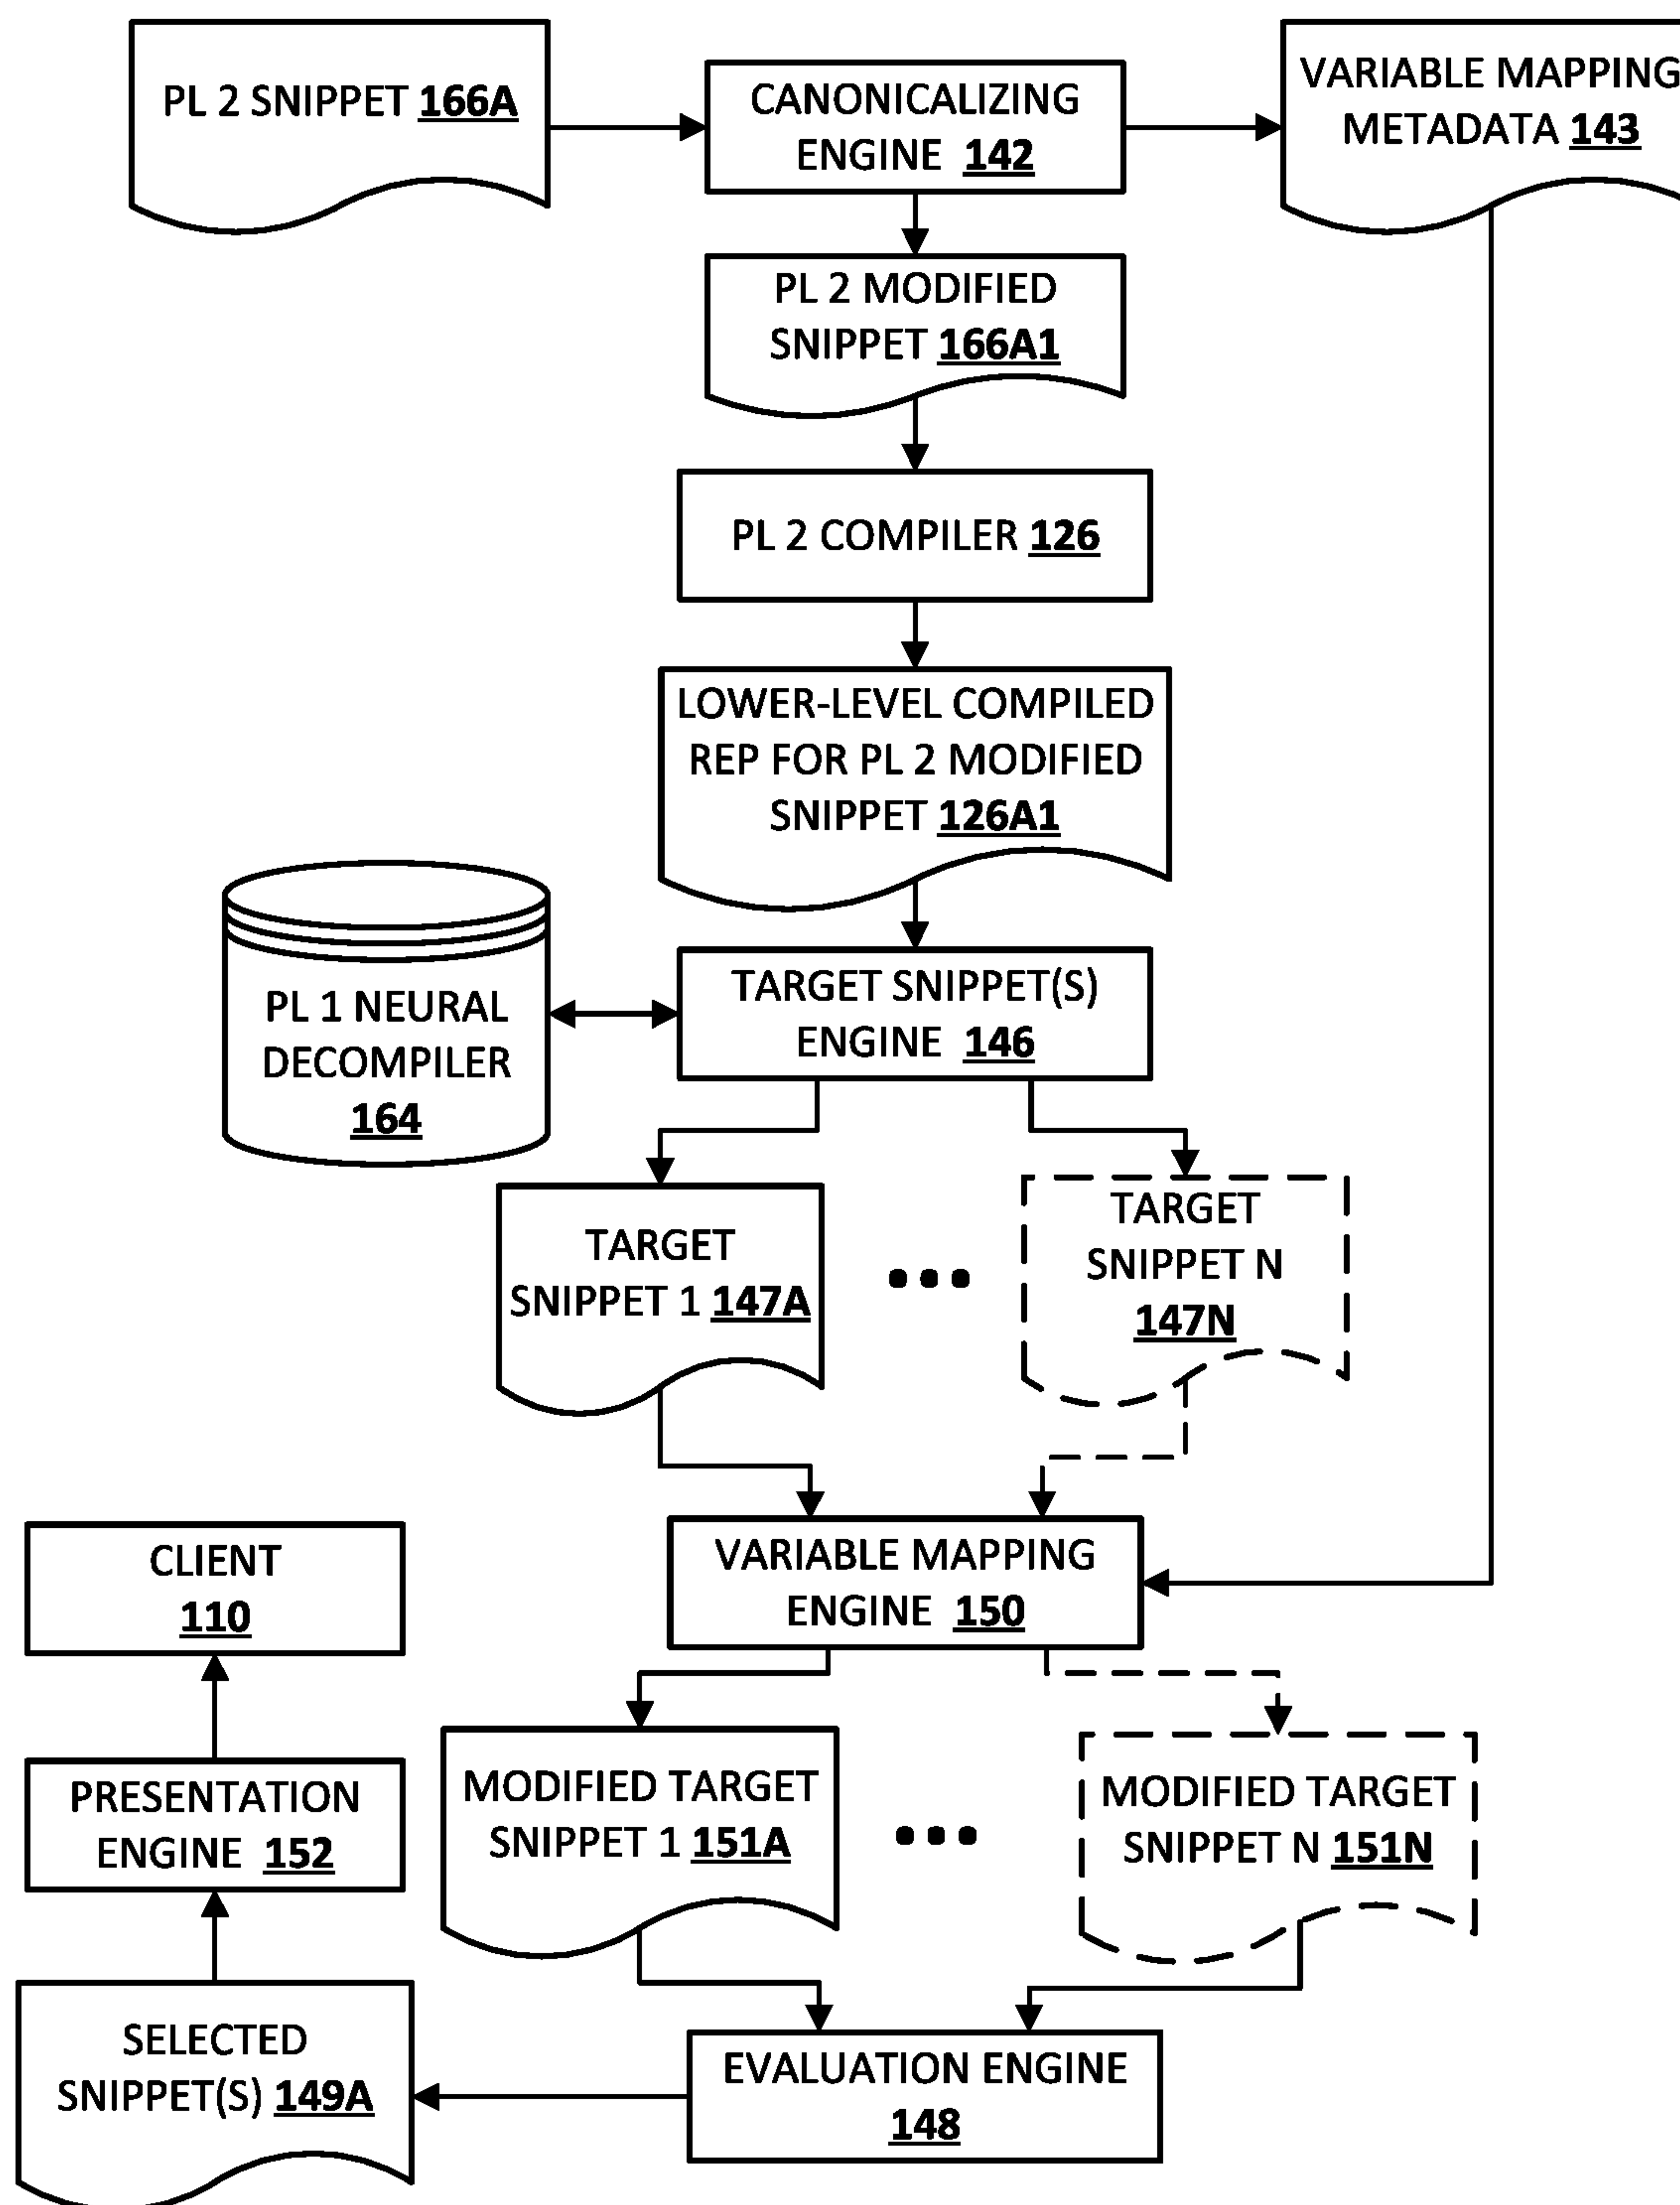 PL 2 SNIPPET 166A
CANONICALIZING
ENGINE 142
VARIABLE MAPPING
METADATA 143
PL 2 MODIFIED
SNIPPET 166A1
PL 2 COMPILER 126
LOWER-LEVEL COMPILED
REP FOR PL 2 MODIFIED
SNIPPET 126A1
PL 1 NEURAL
DECOMPILER
164
TARGET SNIPPET(S)
ENGINE 146
TARGET
SNIPPET 1 147A
TARGET
SNIPPET N
147N
VARIABLE MAPPING
ENGINE 150
CLIENT
110
PRESENTATION
ENGINE 152
MODIFIED TARGET
SNIPPET 1 151A
MODIFIED TARGET
SNIPPET N 151N
SELECTED
SNIPPET(S) 149A
EVALUATION ENGINE
148